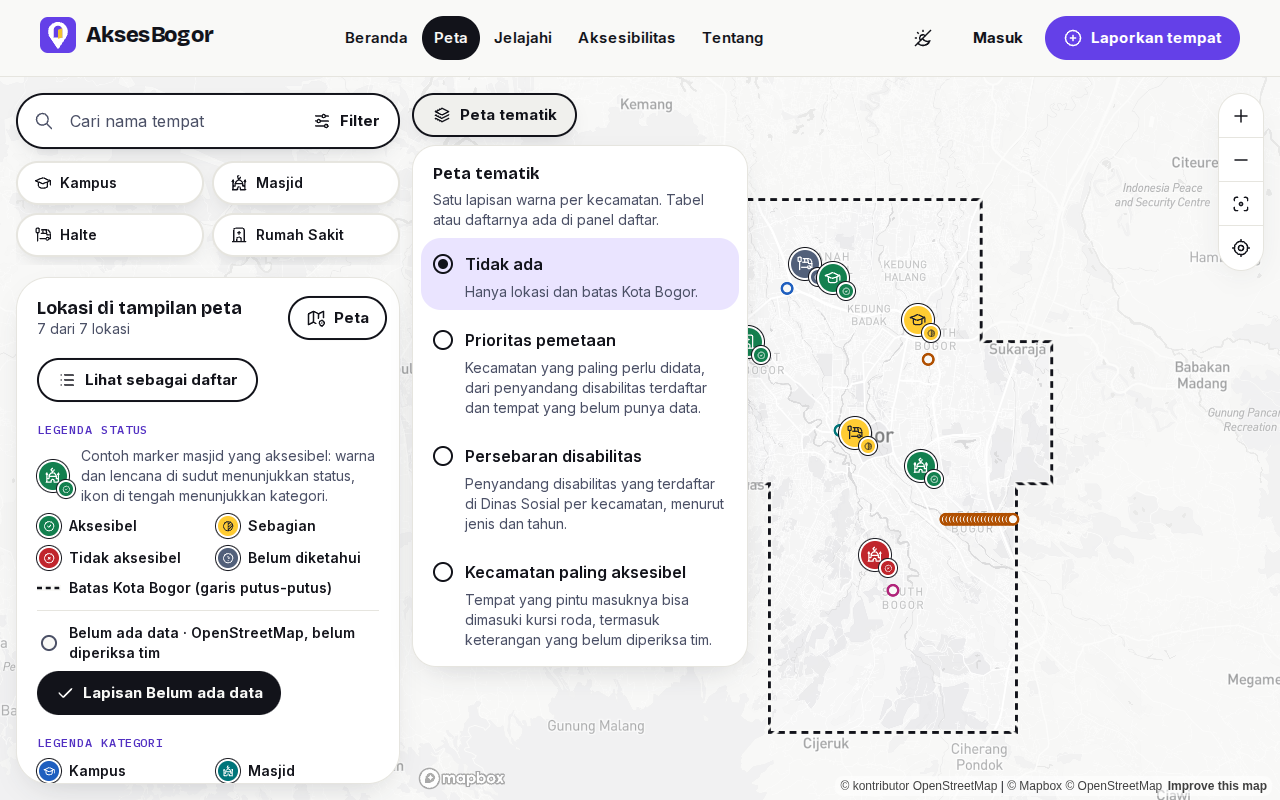 AksesBogor
Beranda
Peta
Jelajahi
Aksesibilitas
Tentang
Masuk
Laporkan tempat
Cari nama tempat
Filter
Kampus
Masjid
Halte
Rumah Sakit
Lokasi di tampilan peta
7 dari 7 lokasi
Peta
Lihat sebagai daftar
LEGENDA STATUS
Contoh marker masjid yang aksesibel: warna
dan lencana di sudut menunjukkan status,
ikon di tengah menunjukkan kategori.
Aksesibel
Sebagian
Tidak aksesibel
Belum diketahui
Batas Kota Bogor (garis putus-putus)
Belum ada data · OpenStreetMap, belum
diperiksa tim
Lapisan Belum ada data
LEGENDA KATEGORI
Kampus
Masjid
Peta tematik
Peta tematik
Satu lapisan warna per kecamatan. Tabel
atau daftarnya ada di panel daftar.
Tidak ada
Hanya lokasi dan batas Kota Bogor.
Prioritas pemetaan
Kecamatan yang paling perlu didata,
dari penyandang disabilitas terdaftar
dan tempat yang belum punya data.
Persebaran disabilitas
Penyandang disabilitas yang terdaftar
di Dinas Sosial per kecamatan, menurut
jenis dan tahun.
Kecamatan paling aksesibel
Tempat yang pintu masuknya bisa
dimasuki kursi roda, termasuk
keterangan yang belum diperiksa tim.
Kemang
Indonesia Peace
and Security Centre
KEDUNG
HALANG
KEDUNG
BADAK
BOGOR
Sukaraja
Babakan
Madang
BOGOR
SOUTH
BOGOR
Gunung Malang
Cijeruk
Ciherang
Pondok
mapbox
© kontributor OpenStreetMap | © Mapbox © OpenStreetMap Improve this map